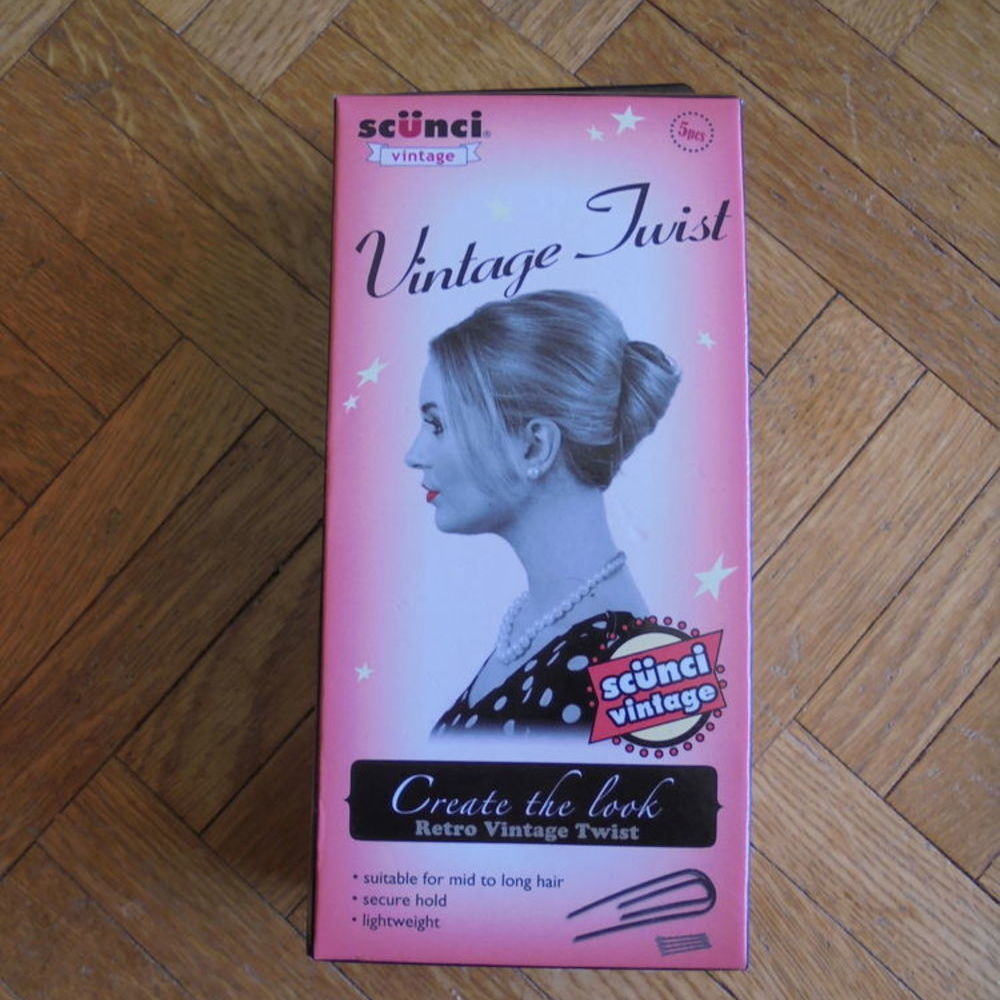 scünci®
vintage
5pcs
Vintage Twist
scünci
vintage
Create the look
Retro Vintage Twist
• suitable for mid to long hair
• secure hold
• lightweight